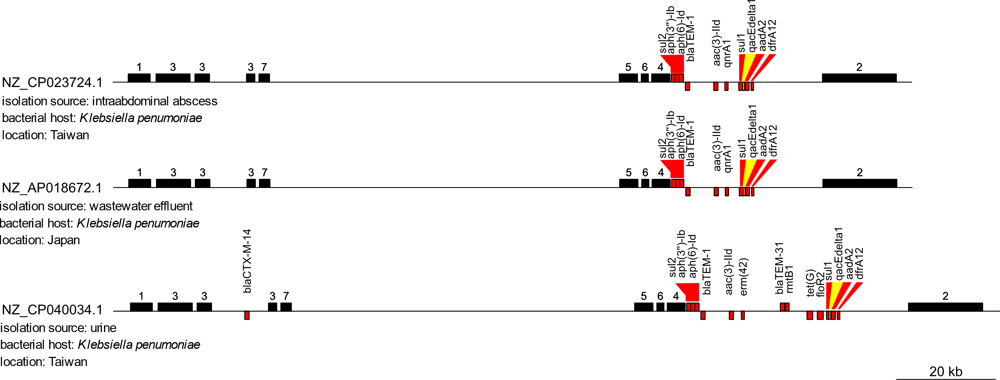 sul2
aph(3")-Ib
aph(6)-Id
blaTEM-1
aac(3)-IId
qnrA1
sul1
qacEdelta1
aadA2
dfrA12
1 3 3 3 7 5 6 4 2
NZ_CP023724.1
isolation source: intraabdominal abscess
bacterial host: Klebsiella penumoniae
location: Taiwan
sul2
aph(3")-Ib
aph(6)-Id
blaTEM-1
aac(3)-IId
qnrA1
sul1
qacEdelta1
aadA2
dfrA12
1 3 3 3 7 5 6 4 2
NZ_AP018672.1
isolation source: wastewater effluent
bacterial host: Klebsiella penumoniae
location: Japan
blaCTX-M-14
sul2
aph(3")-Ib
aph(6)-Id
blaTEM-1
aac(3)-IId
erm(42)
blaTEM-31
rmtB1
tet(G)
floR2
sul1
qacEdelta1
aadA2
dfrA12
1 3 3 3 7 5 6 4 2
NZ_CP040034.1
isolation source: urine
bacterial host: Klebsiella penumoniae
location: Taiwan
20 kb